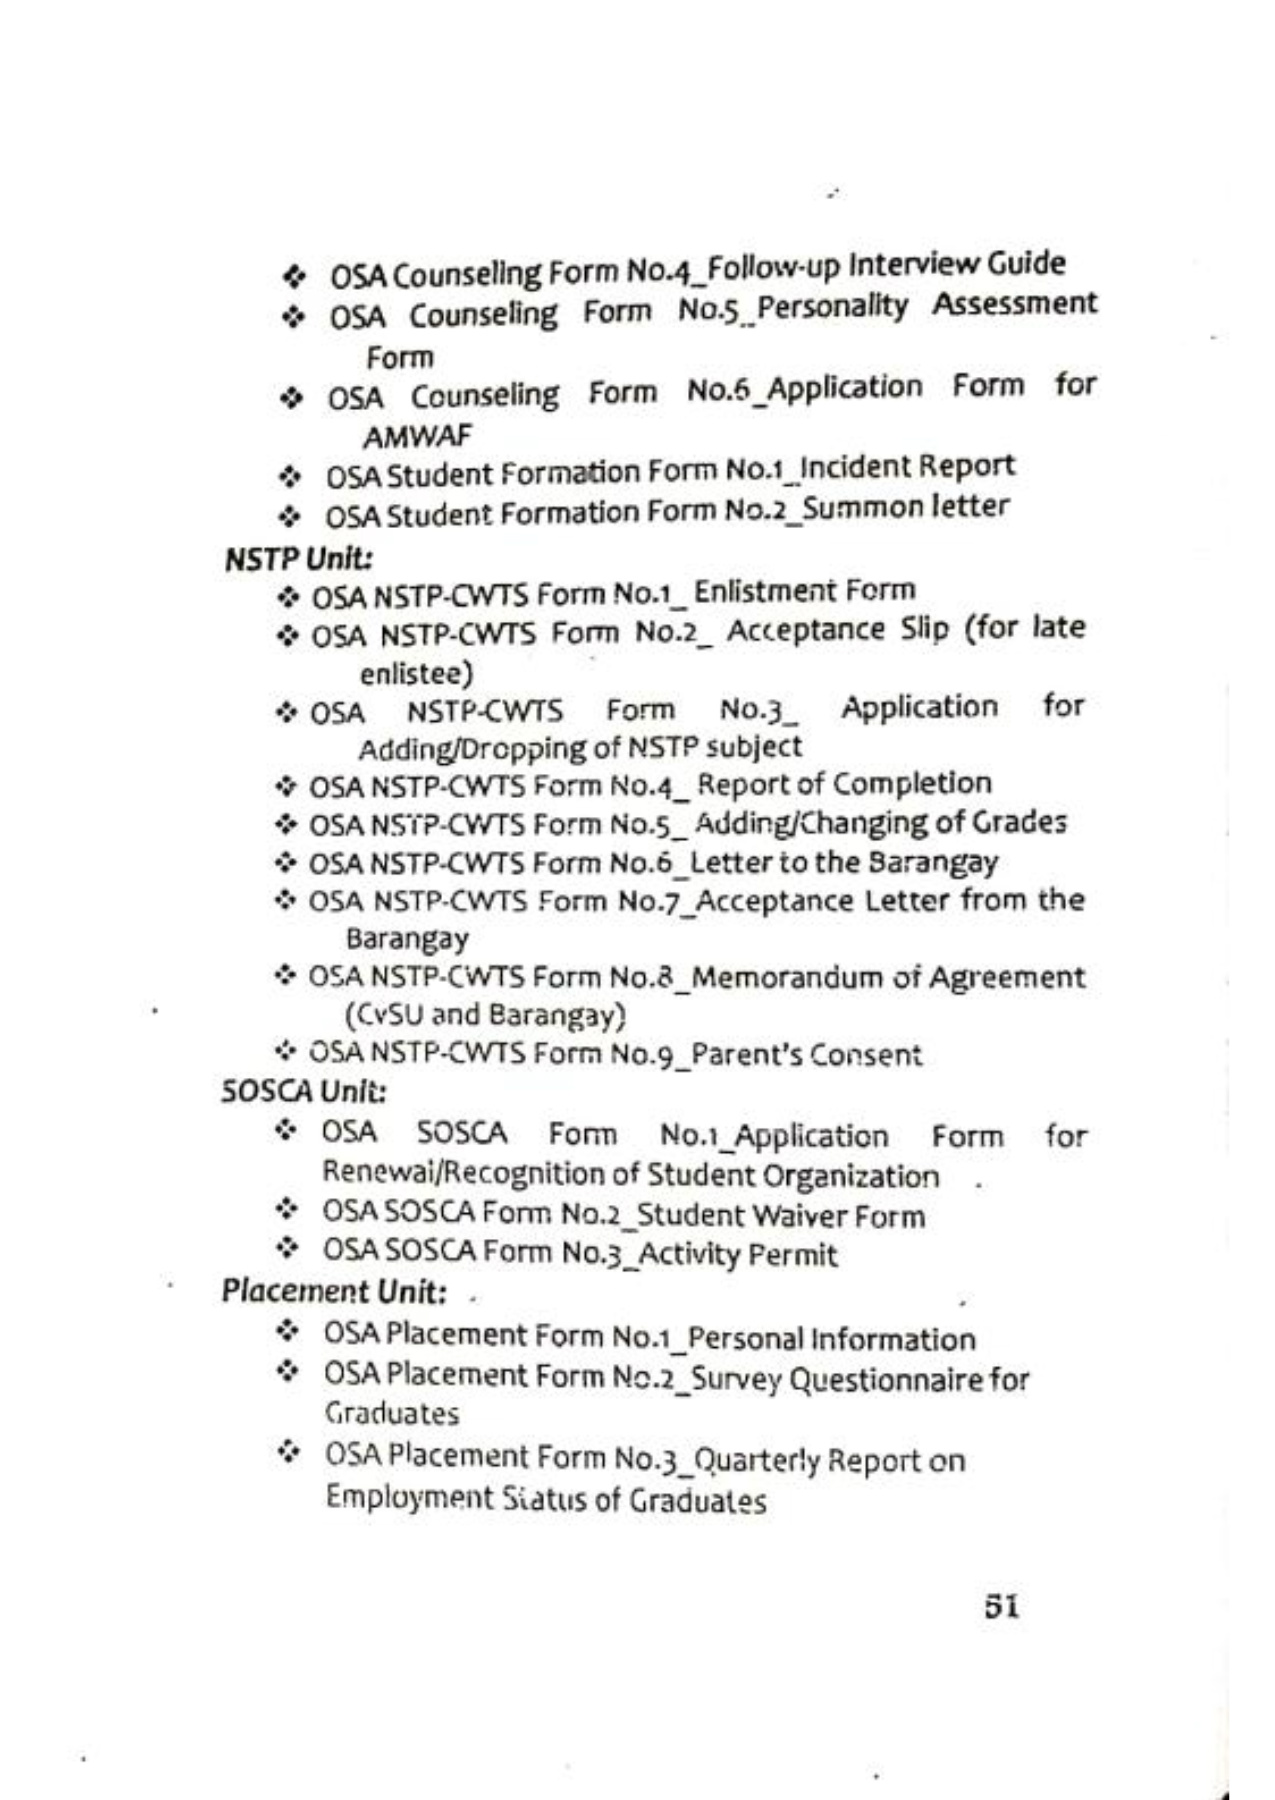 ❖ OSA Counseling Form No.4_Follow-up Interview Guide
❖ OSA Counseling Form No.5_Personality Assessment
Form
❖ OSA Counseling Form No.6_Application Form for
AMWAF
❖ OSA Student Formation Form No.1_Incident Report
❖ OSA Student Formation Form No.2_Summon letter
NSTP Unit:
❖ OSA NSTP-CWTS Form No.1_ Enlistment Form
❖ OSA NSTP-CWTS Form No.2_ Acceptance Slip (for late
enlistee)
❖ OSA NSTP-CWTS Form No.3_ Application for
Adding/Dropping of NSTP subject
❖ OSA NSTP-CWTS Form No.4_ Report of Completion
❖ OSA NSTP-CWTS Form No.5_ Adding/Changing of Grades
❖ OSA NSTP-CWTS Form No.6_Letter to the Barangay
❖ OSA NSTP-CWTS Form No.7_Acceptance Letter from the
Barangay
❖ OSA NSTP-CWTS Form No.8_Memorandum of Agreement
(CvSU and Barangay)
❖ OSA NSTP-CWTS Form No.9_Parent's Consent
SOSCA Unit:
❖ OSA SOSCA Form No.1_Application Form for
Renewal/Recognition of Student Organization
❖ OSA SOSCA Form No.2_Student Waiver Form
❖ OSA SOSCA Form No.3_Activity Permit
Placement Unit:
❖ OSA Placement Form No.1_Personal Information
❖ OSA Placement Form No.2_Survey Questionnaire for
Graduates
❖ OSA Placement Form No.3_Quarterly Report on
Employment Status of Graduates
51